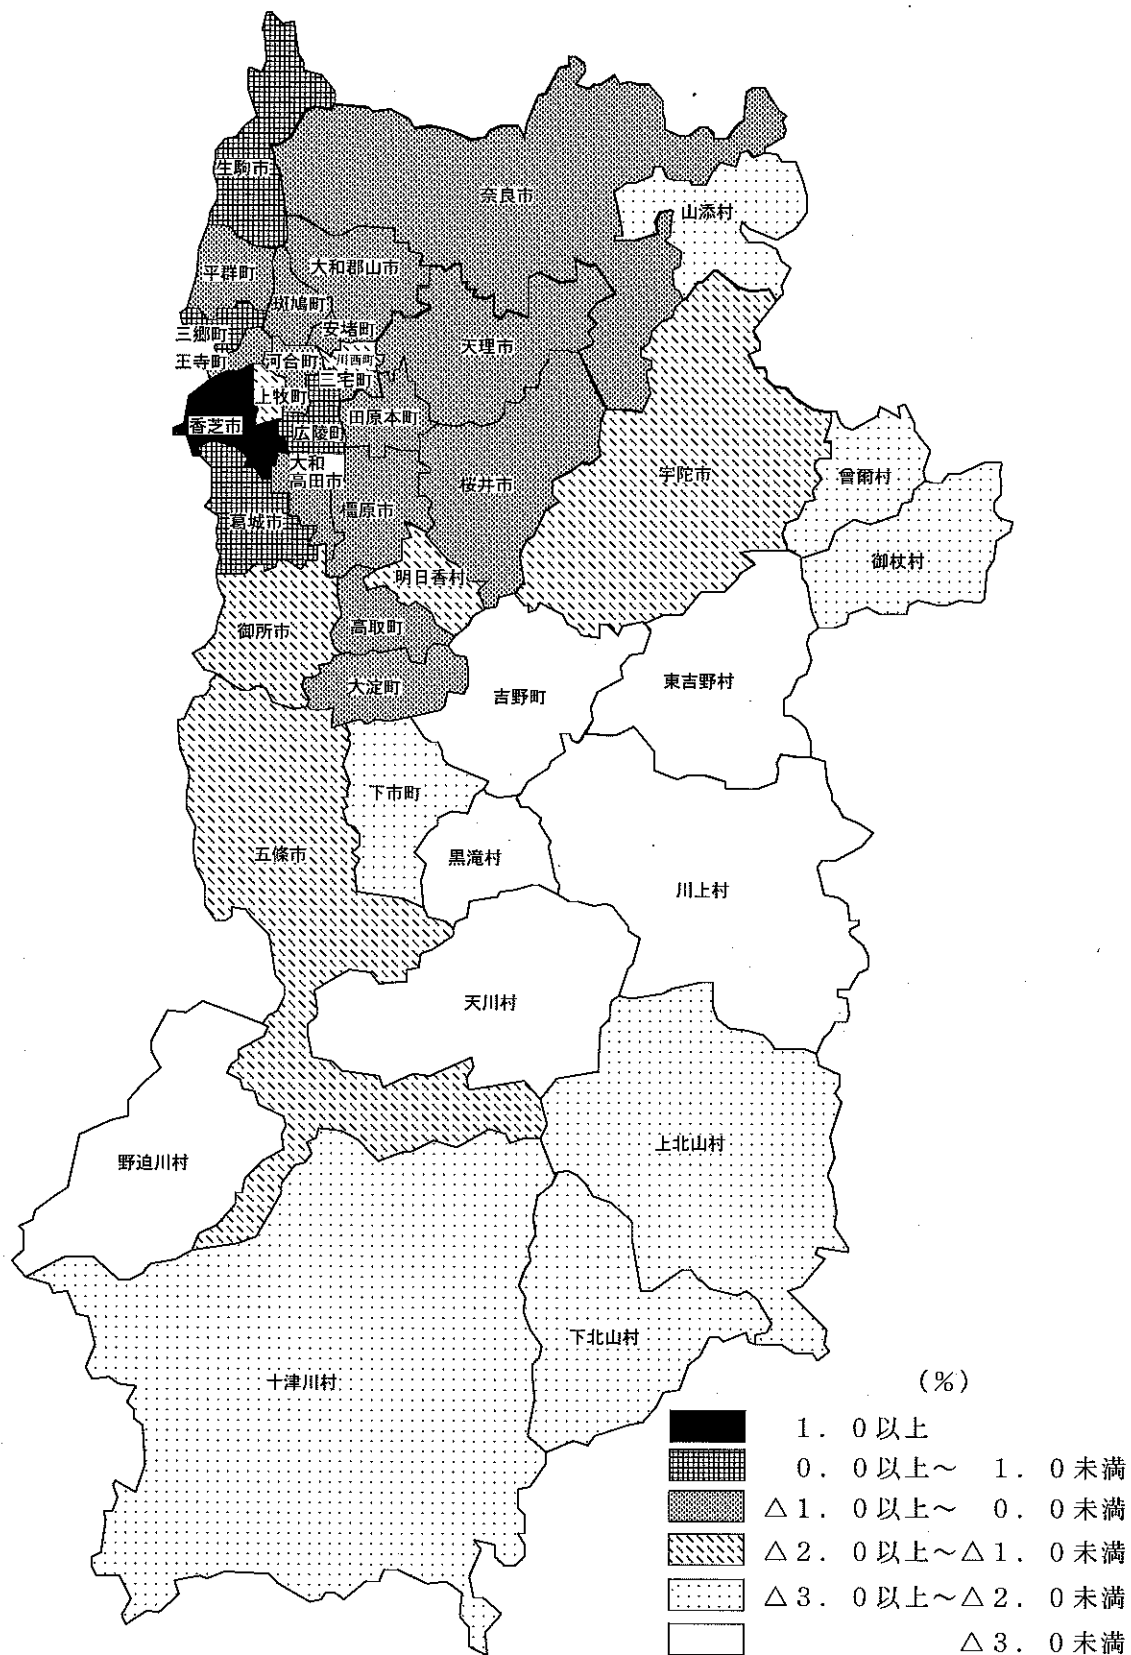 生駒市
奈良市
山添村
平群町
大和郡山市
斑鳩町
三郷町
安堵町
王寺町
河合町
川西町
天理市
三宅町
上牧町
香芝市
広陵町
田原本町
大和
高田市
橿原市
桜井市
宇陀市
曾爾村
葛城市
御杖村
明日香村
御所市
高取町
大淀町
吉野町
東吉野村
下市町
五條市
黒滝村
川上村
天川村
野迫川村
上北山村
下北山村
十津川村
(%)
1.0以上
0.0以上~ 1.0未満
△1.0以上~ 0.0未満
△2.0以上~△1.0未満
△3.0以上~△2.0未満
△3.0未満